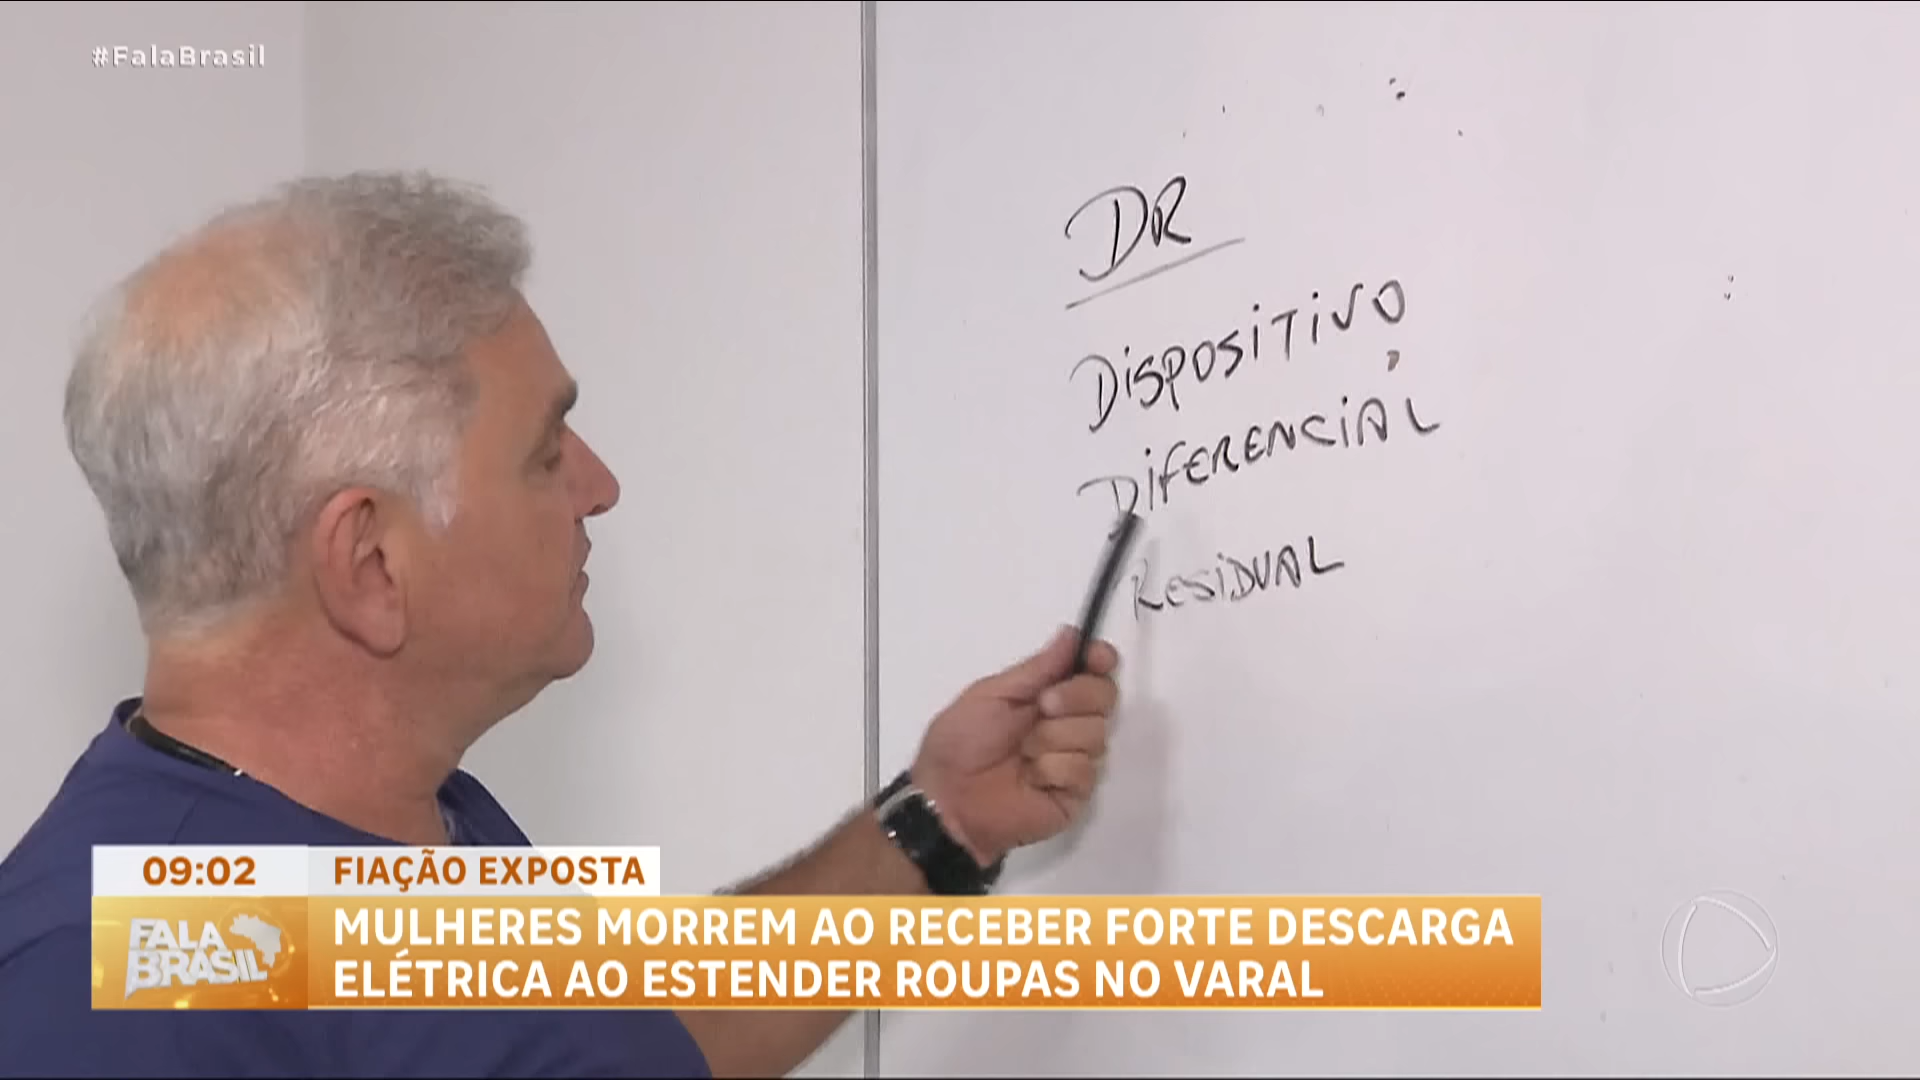 #FalaBrasil
DR
DISPOSITIVO
DIFERENCIAL
RESIDUAL
09:02
FIAÇÃO EXPOSTA
FALA BRASIL
MULHERES MORREM AO RECEBER FORTE DESCARGA
ELÉTRICA AO ESTENDER ROUPAS NO VARAL